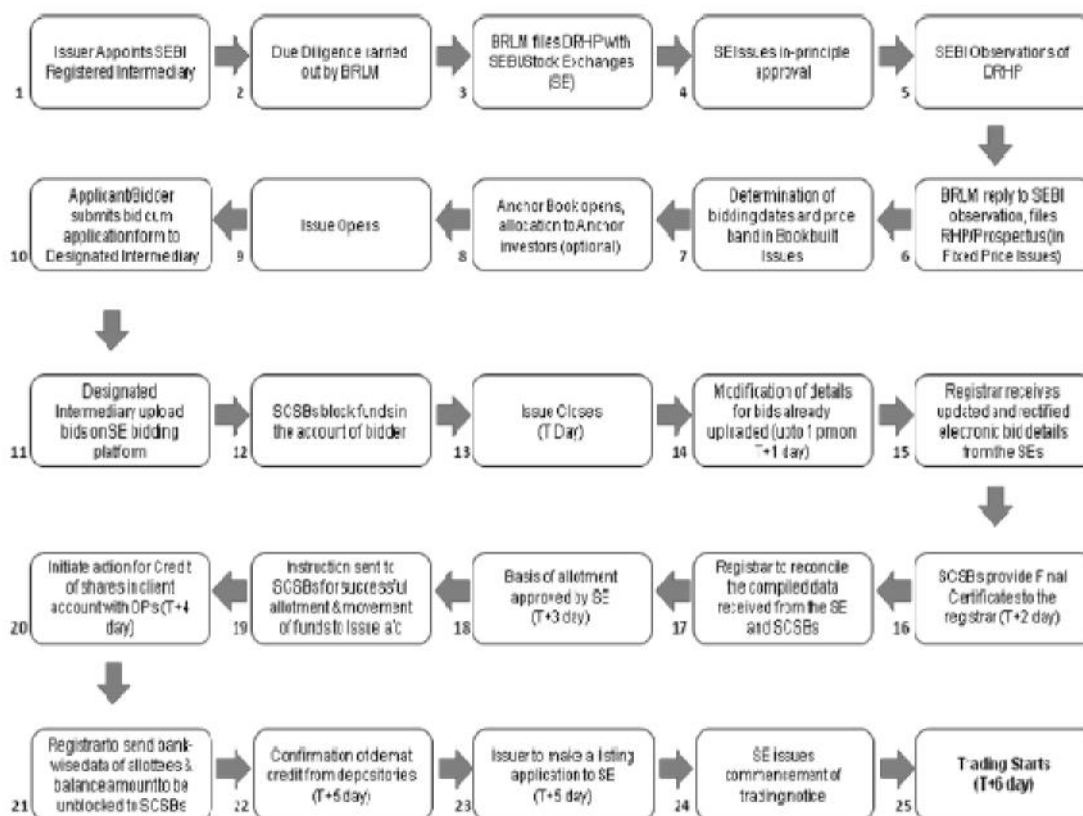 Issuer Appoints SEBI
Registered Intermediary
1
Due Diligence carried
out by BRLM
2
BRLM files DRHP with
SEBI/Stock Exchanges
(SE)
3
SE Issues in-principle
approval
4
SEBI Observations of
DRHP
5
BRLM reply to SEBI
observation, files
RHP/Prospectus (in
Fixed Price Issues)
6
Determination of
bidding dates and price
band in Book built
Issues
7
Anchor Book opens,
allocation to Anchor
investors (optional)
8
Issue Opens
9
Applicant/Bidder
submits bid cum
application form to
Designated Intermediary
10
Designated
Intermediary upload
bids on SE bidding
platform
11
SCSBs block funds in
the account of bidder
12
Issue Closes
(T Day)
13
Modification of details
for bids already
uploaded (upto 1 pm on
T+1 day)
14
Registrar receives
updated and rectified
electronic bid details
from the SEs
15
SCSBs provide Final
Certificates to the
registrar (T+2 day)
16
Registrar to reconcile
the compiled data
received from the SE
and SCSBs
17
Basis of allotment
approved by SE
(T+3 day)
18
Instruction sent to
SCSBs for successful
allotment & movement
of funds to Issue a/c
19
Initiate action for Credit
of shares in client
account with DPs (T+4
day)
20
Registrar to send bank-
wise data of allottees &
balance amount to be
unblocked to SCSBs
21
Confirmation of demat
credit from depositories
(T+5 day)
22
Issuer to make a listing
application to SE
(T+5 day)
23
SE issues
commencement of
trading notice
24
Trading Starts
(T+6 day)
25